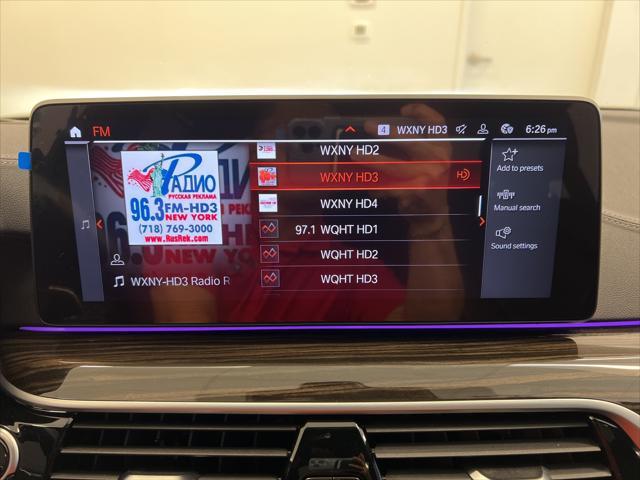 FM
4 WXNY HD3 6:26 pm
WXNY HD2
WXNY HD3
WXNY HD4
97.1 WQHT HD1
WQHT HD2
WQHT HD3
Радио
РУССКАЯ РЕКЛАМА
96.3 FM-HD3
NEW YORK
(718) 769-3000
www.RusRek.com
WXNY-HD3 Radio R
Add to presets
Manual search
Sound settings